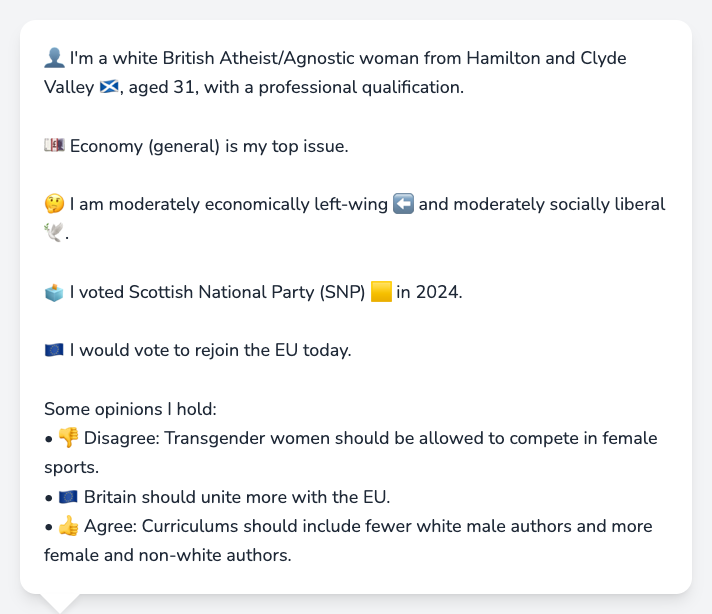 👤 I'm a white British Atheist/Agnostic woman from Hamilton and Clyde
Valley 🏴󠁧󠁢󠁳󠁣󠁴󠁿, aged 31, with a professional qualification.
💷 Economy (general) is my top issue.
🤔 I am moderately economically left-wing ⬅️ and moderately socially liberal
🕊️.
🗳️ I voted Scottish National Party (SNP) 🟨 in 2024.
🇪🇺 I would vote to rejoin the EU today.
Some opinions I hold:
• 👎 Disagree: Transgender women should be allowed to compete in female
sports.
• 🇪🇺 Britain should unite more with the EU.
• 👍 Agree: Curriculums should include fewer white male authors and more
female and non-white authors.